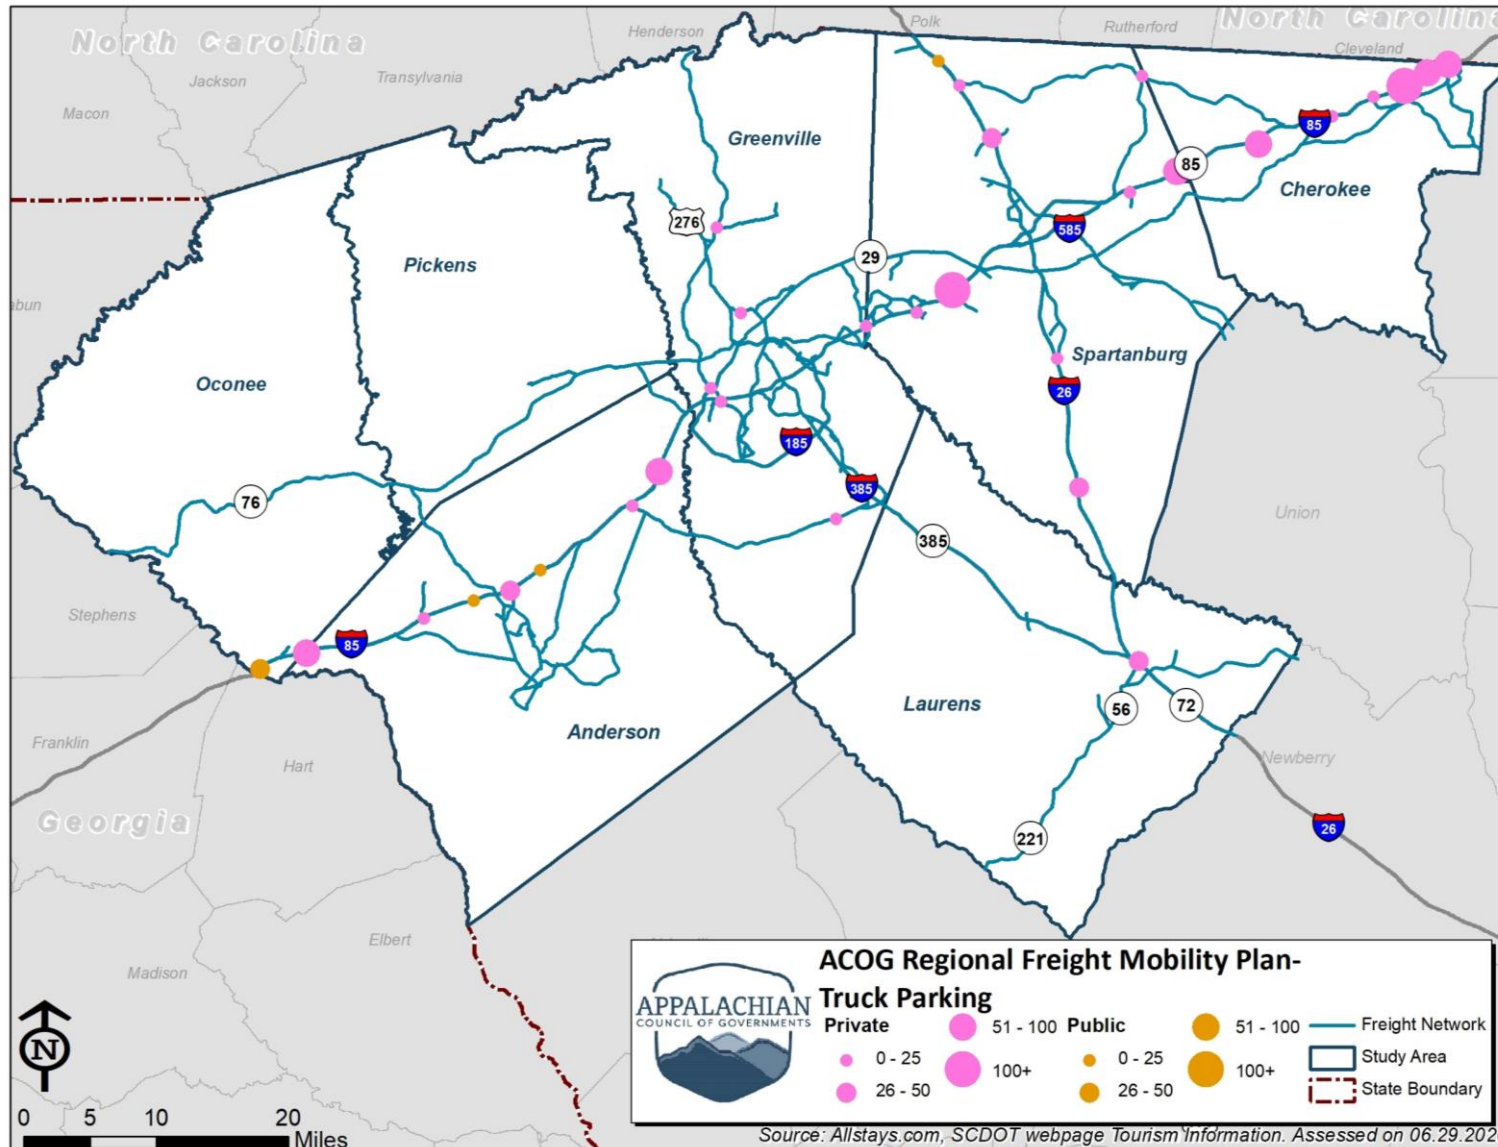 North Carolina
North Carolina
Henderson
Polk
Rutherford
Cleveland
Jackson
Transylvania
Macon
Greenville
85
85
Cherokee
276
585
29
Pickens
Spartanburg
Oconee
26
185
385
76
385
Union
Stephens
85
Laurens
56
72
Anderson
Franklin
Hart
Newberry
Georgia
221
26
Elbert
Madison
N
0 5 10 20
Miles
APPALACHIAN
COUNCIL OF GOVERNMENTS
ACOG Regional Freight Mobility Plan-
Truck Parking
Private
0 - 25
26 - 50
51 - 100
100+
Public
0 - 25
26 - 50
51 - 100
100+
Freight Network
Study Area
State Boundary
Source: Allstays.com, SCDOT webpage Tourism Information. Assessed on 06.29.202